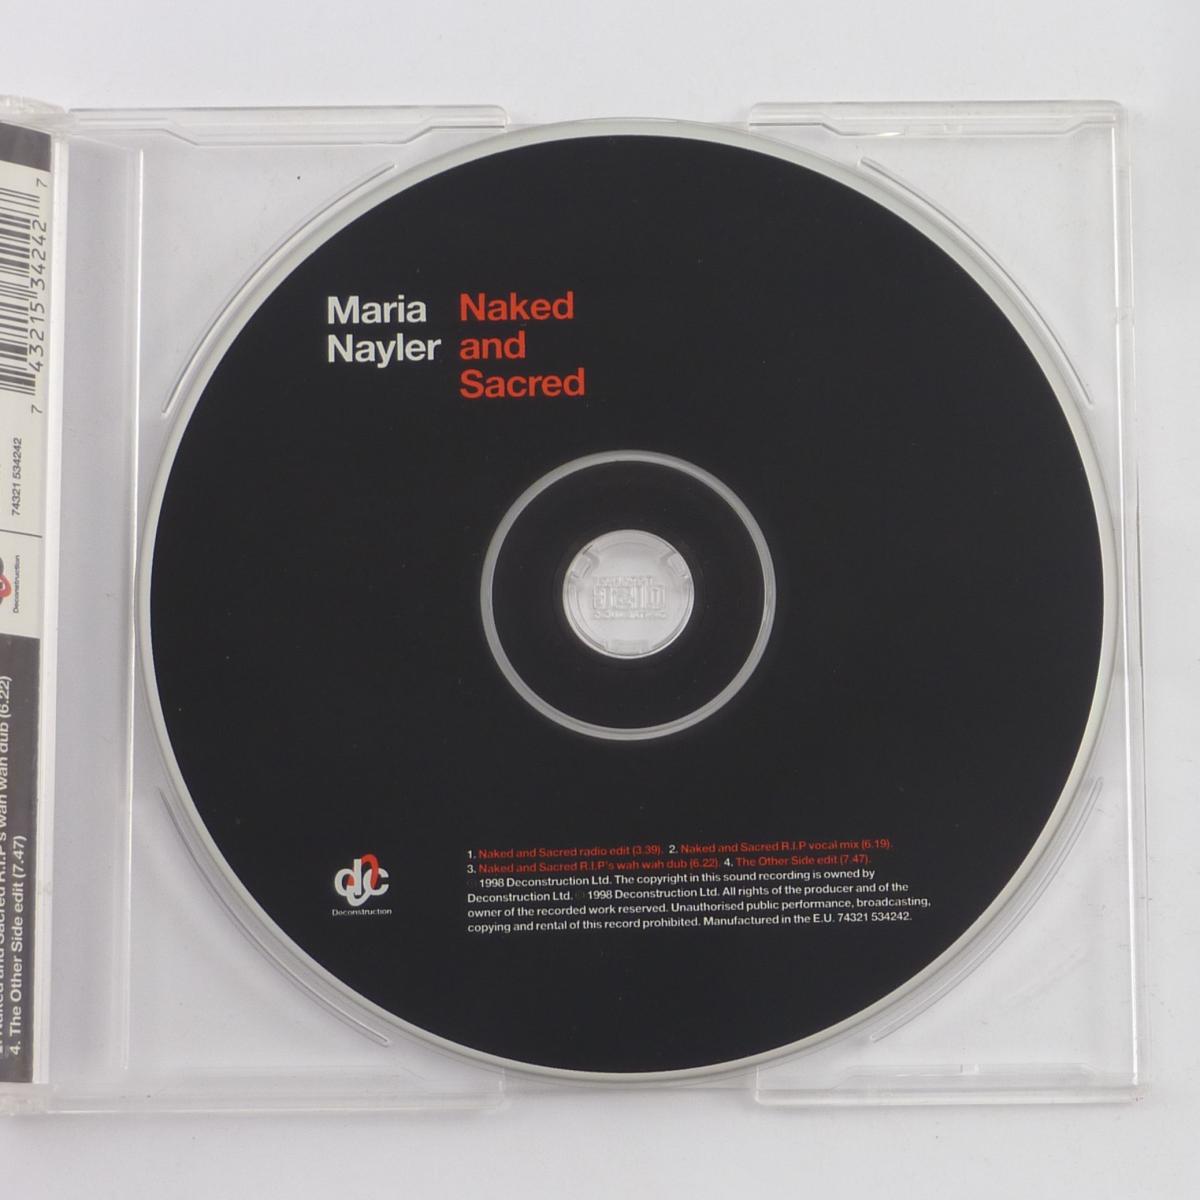 Maria
Nayler
Naked
and
Sacred
1. Naked and Sacred radio edit (3.39). 2. Naked and Sacred R.I.P vocal mix (6.19).
3. Naked and Sacred R.I.P's wah wah dub (6.22). 4. The Other Side edit (7.47).
1998 Deconstruction Ltd. The copyright in this sound recording is owned by
Deconstruction Ltd. 1998 Deconstruction Ltd. All rights of the producer and of the
owner of the recorded work reserved. Unauthorised public performance, broadcasting,
copying and rental of this record prohibited. Manufactured in the E.U. 74321 534242.
dc
Deconstruction
7 43215 34242 7
74321 534242
Deconstruction
Naked and Sacred R.I.P's wah wah dub (6.22)
4. The Other Side edit (7.47)